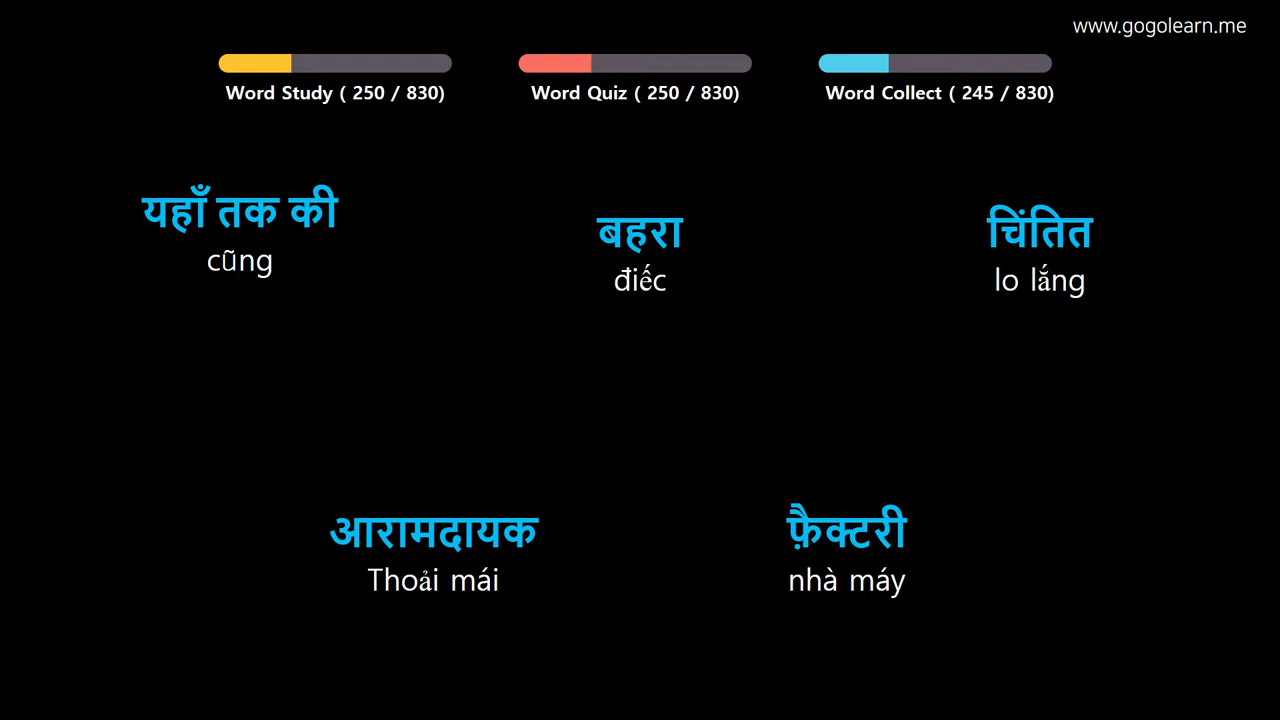 www.gogolearn.me
Word Study ( 250 / 830)
Word Quiz ( 250 / 830)
Word Collect ( 245 / 830)
यहाँ तक की
cũng
बहरा
điếc
चिंतित
lo lắng
आरामदायक
Thoải mái
फ़ैक्टरी
nhà máy